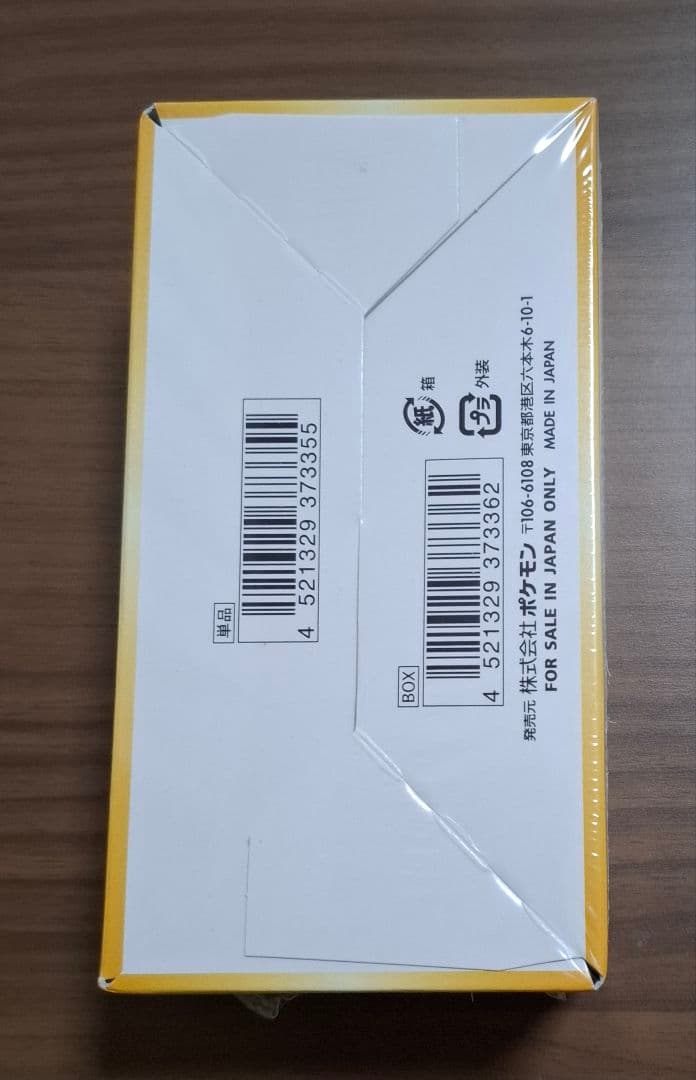 単品
4 521329 373355
BOX
4 521329 373362
紙 箱
プラ 外装
発売元 株式会社 ポケモン 〒106-6108 東京都港区六本木6-10-1
FOR SALE IN JAPAN ONLY MADE IN JAPAN